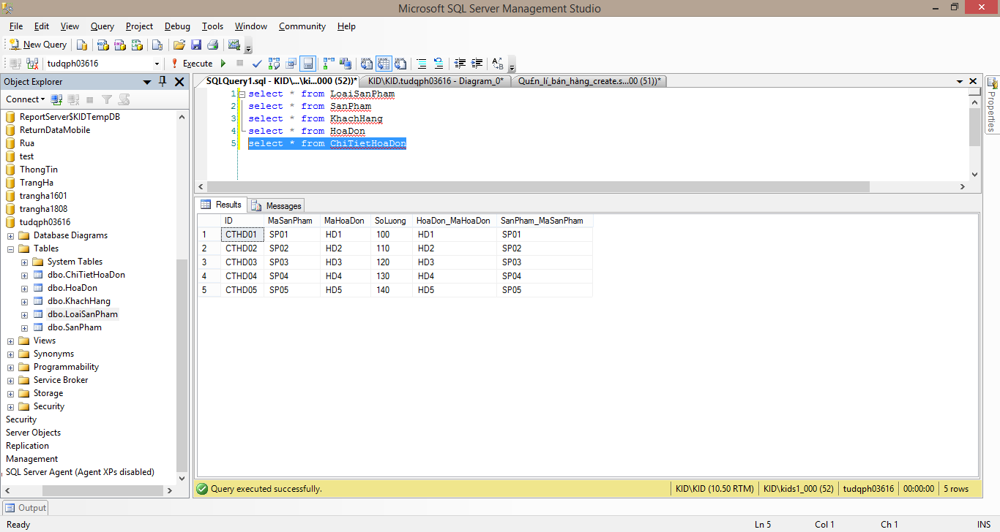 Microsoft SQL Server Management Studio
File Edit View Query Project Debug Tools Window Community Help
New Query
tudqph03616 Execute
Object Explorer
Connect
ReportServer$KIDTempDB
ReturnDataMobile
Rua
test
ThongTin
TrangHa
trangha1601
trangha1808
tudqph03616
Database Diagrams
Tables
System Tables
dbo.ChiTietHoaDon
dbo.HoaDon
dbo.KhachHang
dbo.LoaiSanPham
dbo.SanPham
Views
Synonyms
Programmability
Service Broker
Storage
Security
Security
Server Objects
Replication
Management
SQL Server Agent (Agent XPs disabled)
SQLQuery1.sql - KID\...\ki...000 (52))* KID\KID.tudqph03616 - Diagram_0* Qu£n_lí_bán_hàng_create.s...00 (51))*
1 select * from LoaiSanPham
2 select * from SanPham
3 select * from KhachHang
4 select * from HoaDon
5 select * from ChiTietHoaDon
Results Messages
ID MaSanPham MaHoaDon SoLuong HoaDon_MaHoaDon SanPham_MaSanPham
1 CTHD01 SP01 HD1 100 HD1 SP01
2 CTHD02 SP02 HD2 110 HD2 SP02
3 CTHD03 SP03 HD3 120 HD3 SP03
4 CTHD04 SP04 HD4 130 HD4 SP04
5 CTHD05 SP05 HD5 140 HD5 SP05
Query executed successfully. KID\KID (10.50 RTM) KID\kids1_000 (52) tudqph03616 00:00:00 5 rows
Properties
Output
Ready Ln 5 Col 1 Ch 1 INS